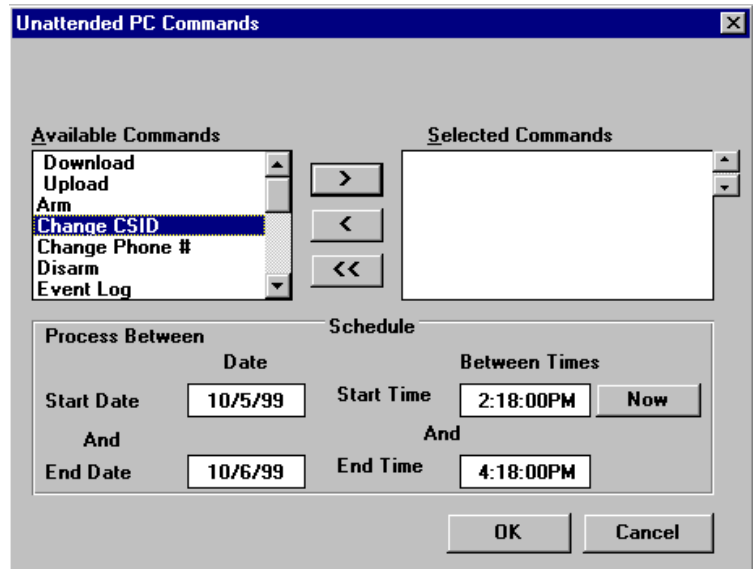 Unattended PC Commands
Available Commands
Selected Commands
Download
Upload
Arm
Change CSID
Change Phone #
Disarm
Event Log
>
<
<<
Schedule
Process Between
Date
Between Times
Start Date
10/5/99
Start Time
2:18:00PM
Now
And
And
End Date
10/6/99
End Time
4:18:00PM
OK
Cancel